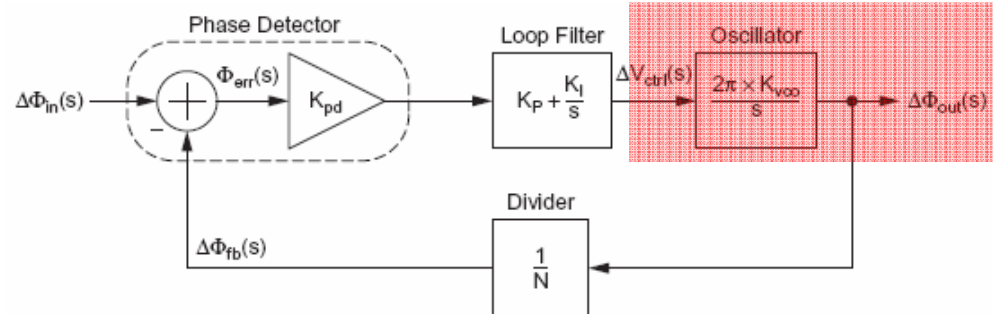 Phase Detector
Loop Filter
Oscillator
ΔΦin(s)
Φerr(s)
Kpd
KP + KI/s
ΔVctrl(s)
2π × Kvco/s
ΔΦout(s)
+
−
Divider
ΔΦfb(s)
1/N